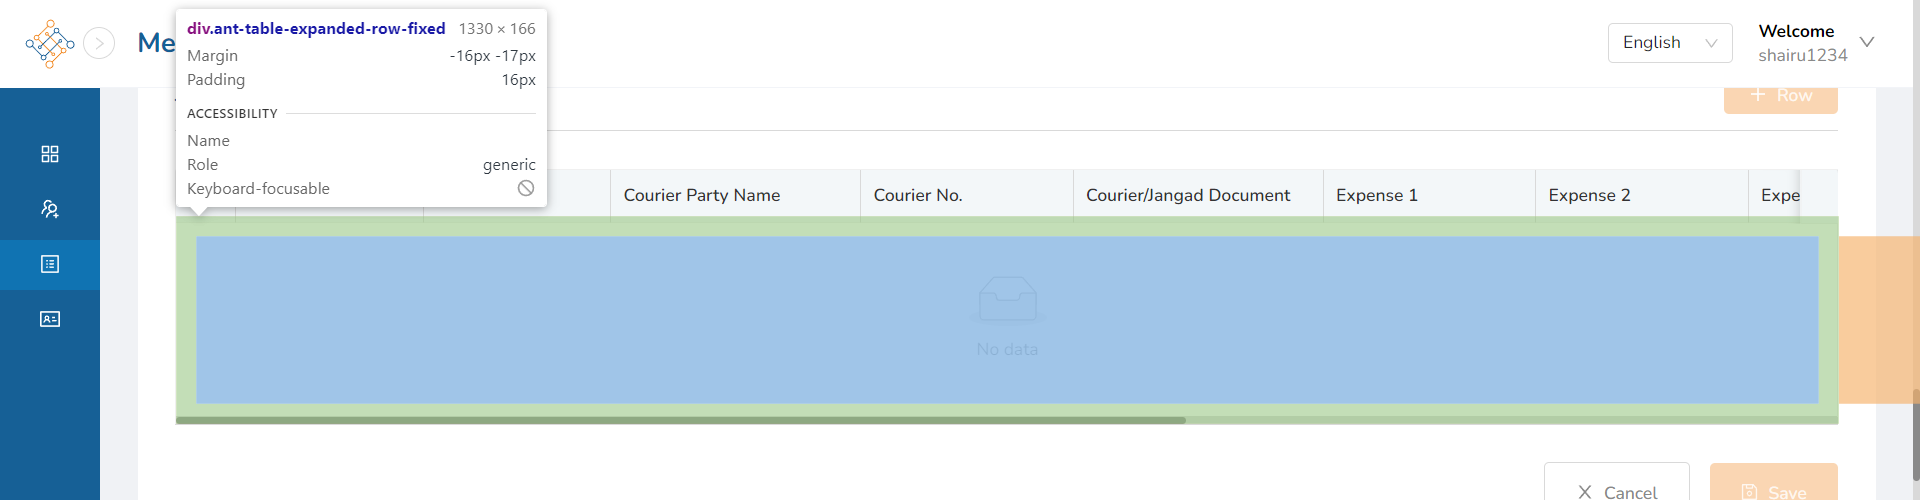 div.ant-table-expanded-row-fixed 1330 × 166
Margin -16px -17px
Padding 16px
ACCESSIBILITY
Name
Role generic
Keyboard-focusable
Me
English
Welcome
shairu1234
+ Row
Courier Party Name Courier No. Courier/Jangad Document Expense 1 Expense 2 Expe
No data
Cancel
Save